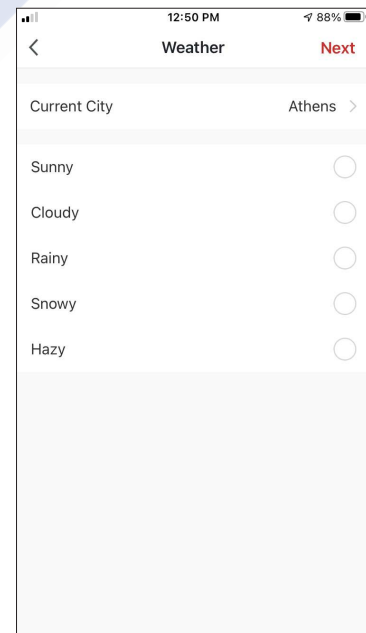 12:50 PM 88%
Weather Next
Current City Athens
Sunny
Cloudy
Rainy
Snowy
Hazy